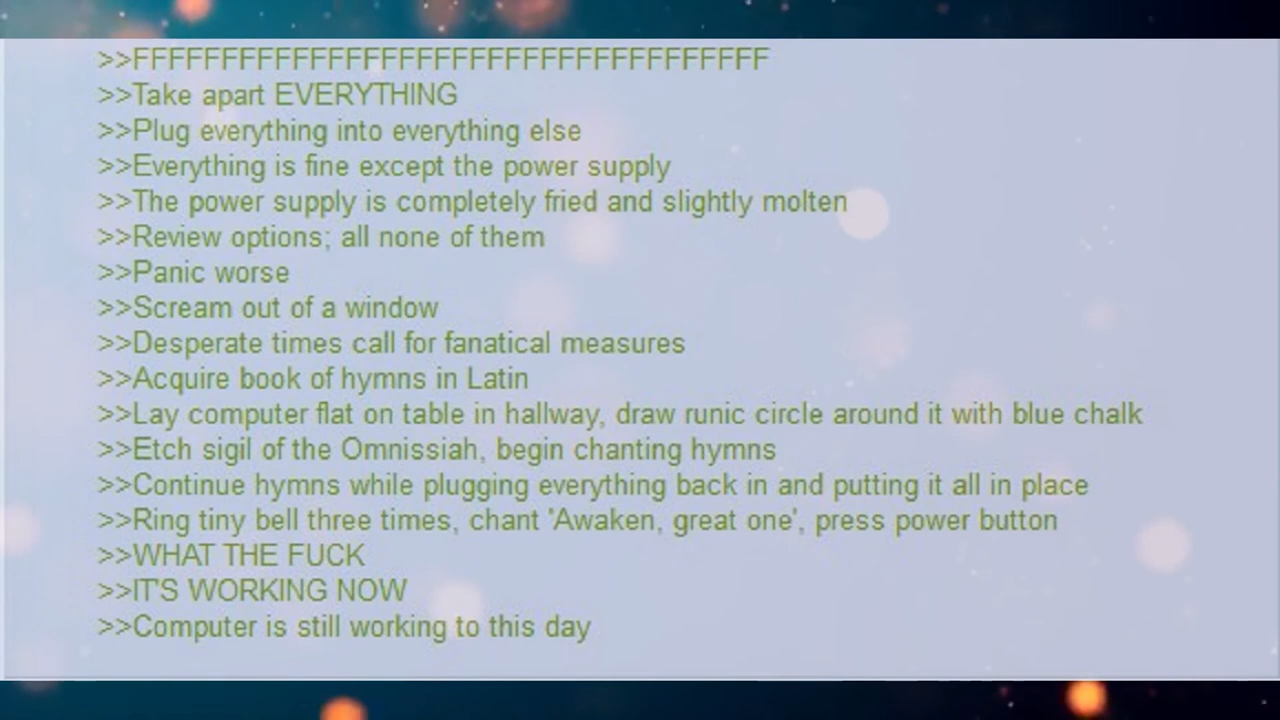 >>FFFFFFFFFFFFFFFFFFFFFFFFFFFFFFFFFFFF
>>Take apart EVERYTHING
>>Plug everything into everything else
>>Everything is fine except the power supply
>>The power supply is completely fried and slightly molten
>>Review options; all none of them
>>Panic worse
>>Scream out of a window
>>Desperate times call for fanatical measures
>>Acquire book of hymns in Latin
>>Lay computer flat on table in hallway, draw runic circle around it with blue chalk
>>Etch sigil of the Omnissiah, begin chanting hymns
>>Continue hymns while plugging everything back in and putting it all in place
>>Ring tiny bell three times, chant 'Awaken, great one', press power button
>>WHAT THE FUCK
>>IT'S WORKING NOW
>>Computer is still working to this day